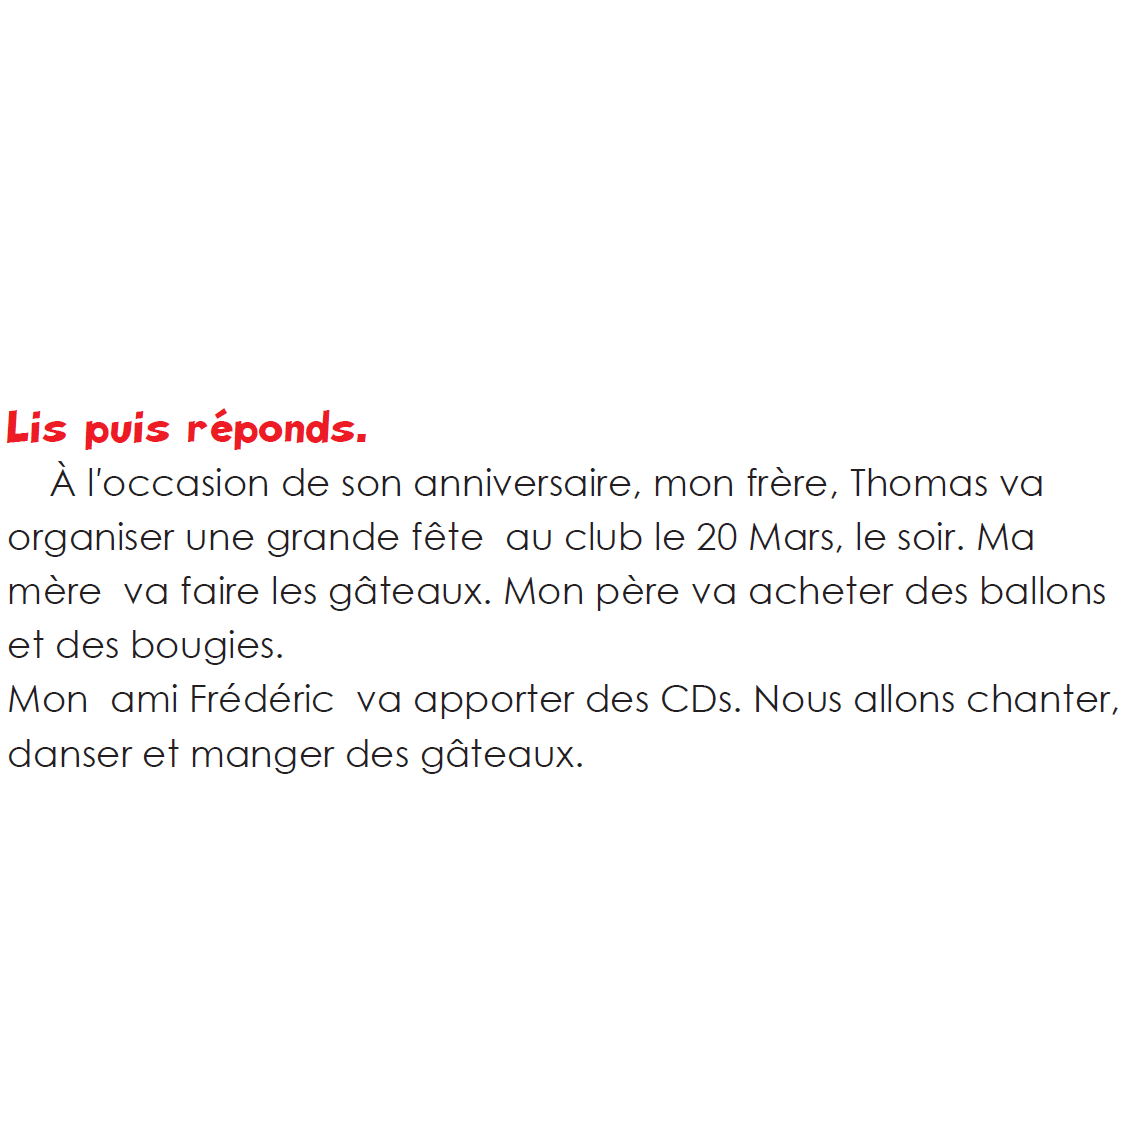 Lis puis réponds.
À l'occasion de son anniversaire, mon frère, Thomas va
organiser une grande fête au club le 20 Mars, le soir. Ma
mère va faire les gâteaux. Mon père va acheter des ballons
et des bougies.
Mon ami Frédéric va apporter des CDs. Nous allons chanter,
danser et manger des gâteaux.